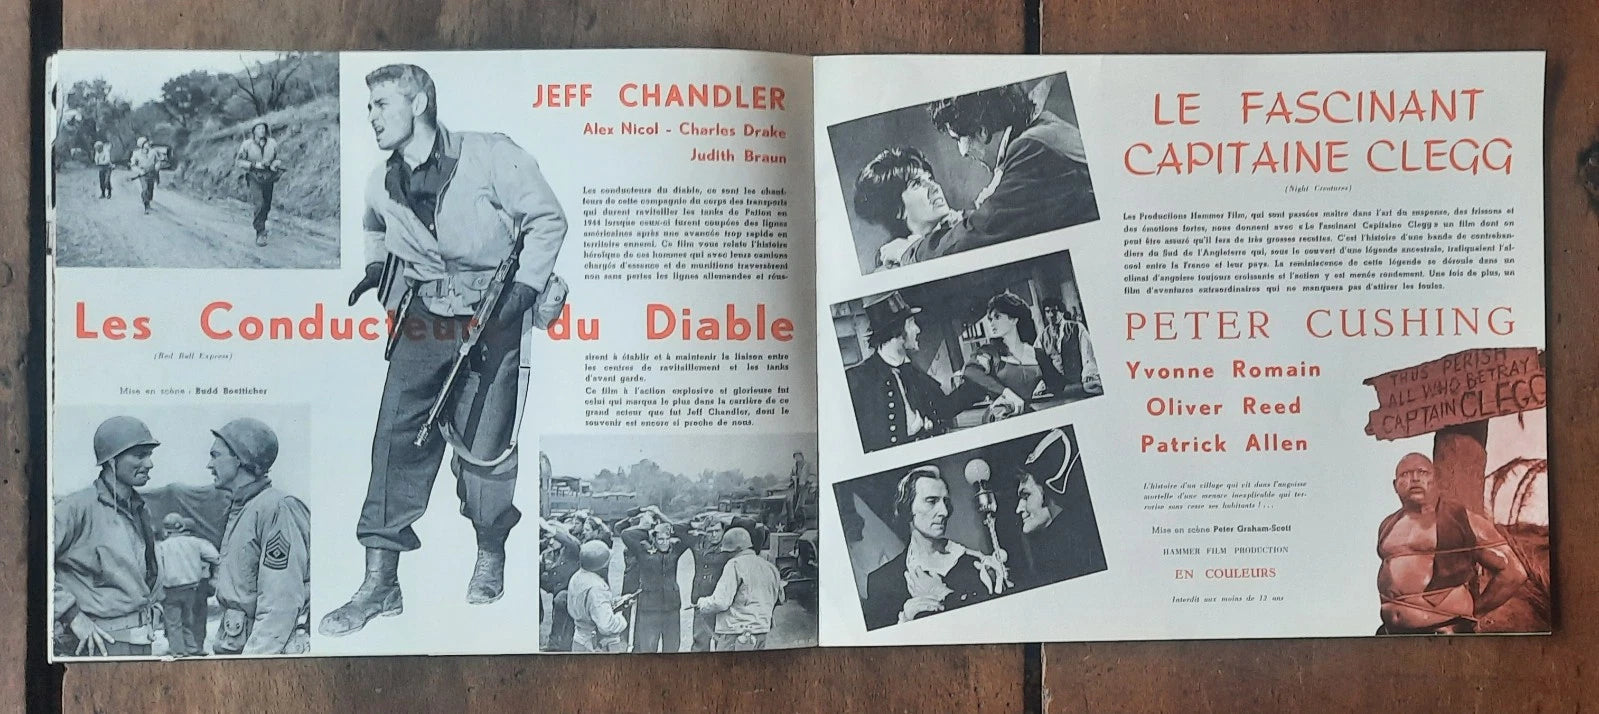 JEFF CHANDLER
Alex Nicol - Charles Drake
Judith Braun
Les conducteurs du diable, ce sont les chauf-
feurs de cette compagnie du corps des transports
qui durent ravitailler les tanks de Patton en
1944 lorsque ceux-ci furent coupées des lignes
américaines après une avancée trop rapide en
territoire ennemi. Ce film vous relate l'histoire
héroïque de ces hommes qui avec leurs camions
chargés d'essence et de munitions traversèrent
non sans pertes les lignes allemandes et réus-
Les Conducteurs du Diable
(Red Ball Express)
Mise en scène : Budd Boetticher
sirent à établir et à maintenir la liaison entre
les centres de ravitaillement et les tanks
d'avant garde.
Ce film à l'action explosive et glorieuse fut
celui qui marqua le plus dans la carrière de ce
grand acteur que fut Jeff Chandler, dont le
souvenir est encore si proche de nous.
LE FASCINANT
CAPITAINE CLEGG
(Night Creatures)
Les Productions Hammer Film, qui sont passées maître dans l'art du suspense, des frissons et
des émotions fortes, nous donnent avec « Le Fascinant Capitaine Clegg » un film dont on
peut être assuré qu'il fera de très grosses recettes. C'est l'histoire d'une bande de contreban-
diers du Sud de l'Angleterre qui, sous le couvert d'une légende ancestrale, trafiquaient l'al-
cool entre la France et leur pays. La reminiscence de cette légende se déroule dans un
climat d'angoisse toujours croissante et l'action y est menée rondement. Une fois de plus, un
film d'aventures extraordinaires qui ne manquera pas d'attirer les foules.
PETER CUSHING
Yvonne Romain
Oliver Reed
Patrick Allen
THUS PERISH
ALL WHO BETRAY
CAPTAIN CLEGG
L'histoire d'un village qui vit dans l'angoisse
mortelle d'une menace inexplicable qui ter-
rorise sans cesse ses habitants !...
Mise en scène Peter Graham-Scott
HAMMER FILM PRODUCTION
EN COULEURS
Interdit aux moins de 13 ans